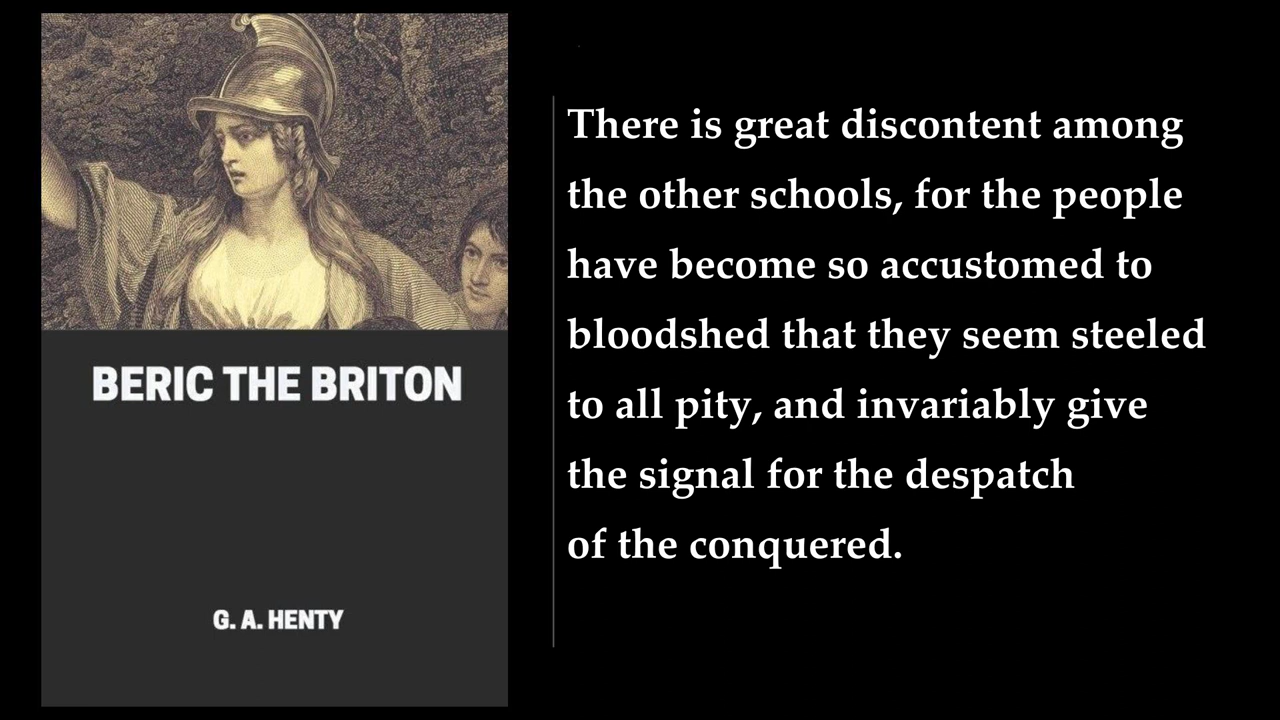 BERIC THE BRITON
G. A. HENTY
There is great discontent among
the other schools, for the people
have become so accustomed to
bloodshed that they seem steeled
to all pity, and invariably give
the signal for the despatch
of the conquered.